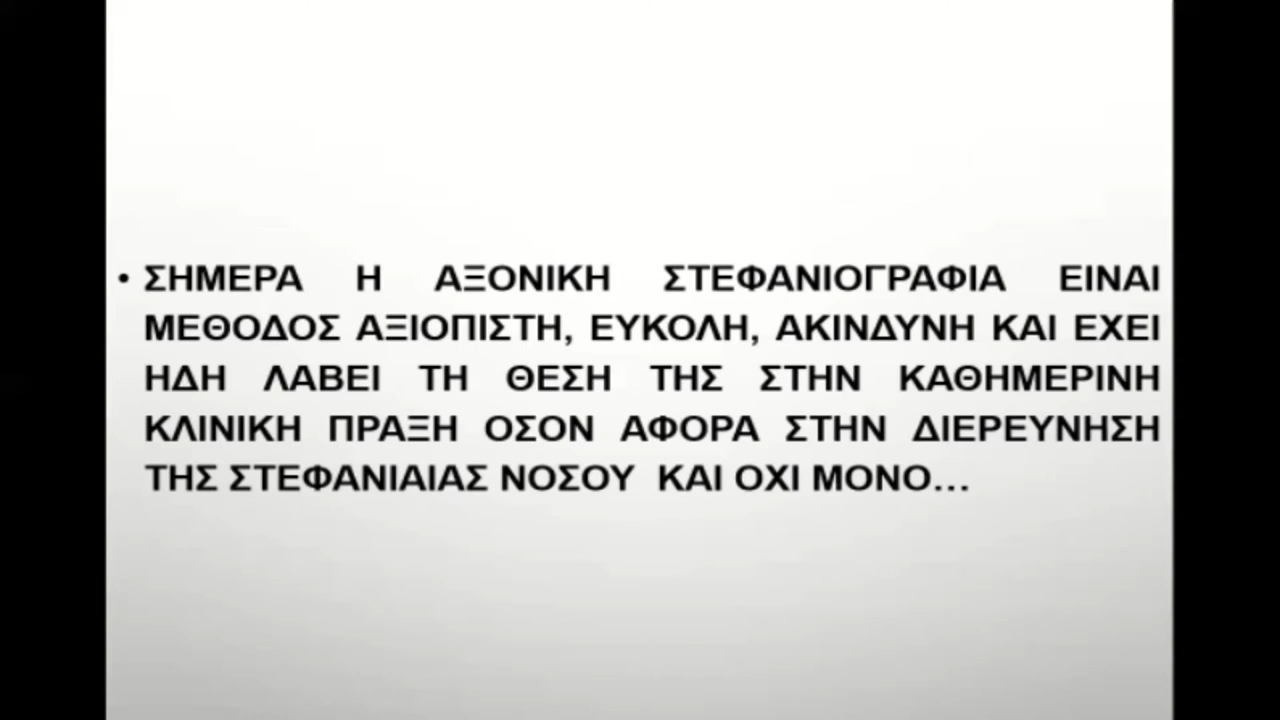 • ΣΗΜΕΡΑ Η ΑΞΟΝΙΚΗ ΣΤΕΦΑΝΙΟΓΡΑΦΙΑ ΕΙΝΑΙ
ΜΕΘΟΔΟΣ ΑΞΙΟΠΙΣΤΗ, ΕΥΚΟΛΗ, ΑΚΙΝΔΥΝΗ ΚΑΙ ΕΧΕΙ
ΗΔΗ ΛΑΒΕΙ ΤΗ ΘΕΣΗ ΤΗΣ ΣΤΗΝ ΚΑΘΗΜΕΡΙΝΗ
ΚΛΙΝΙΚΗ ΠΡΑΞΗ ΟΣΟΝ ΑΦΟΡΑ ΣΤΗΝ ΔΙΕΡΕΥΝΗΣΗ
ΤΗΣ ΣΤΕΦΑΝΙΑΙΑΣ ΝΟΣΟΥ ΚΑΙ ΟΧΙ ΜΟΝΟ…